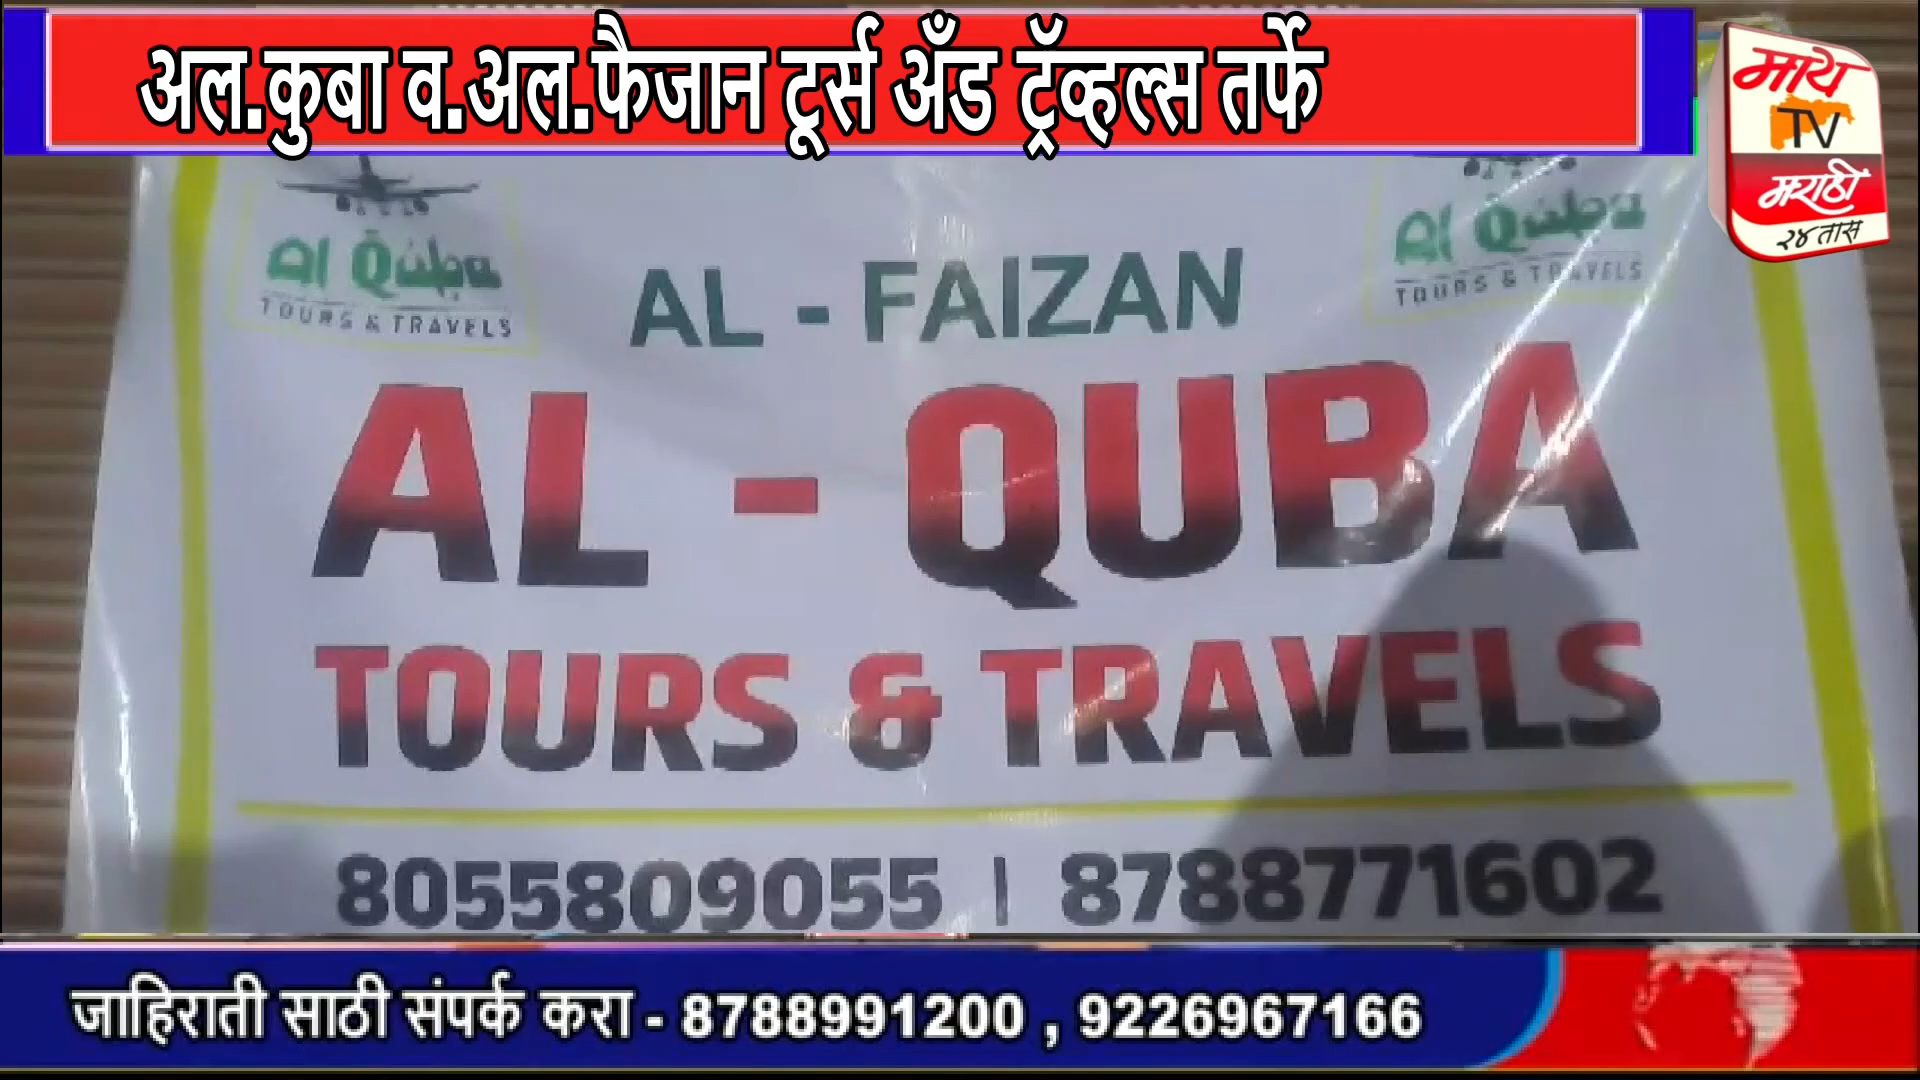 अल.कुबा व.अल.फैजान टूर्स अँड ट्रॅव्हल्स तर्फे
माय
TV
मराठी
२४ तास
Al Quba
TOURS & TRAVELS
Al Quba
TOURS & TRAVELS
AL - FAIZAN
AL - QUBA
TOURS & TRAVELS
8055809055 | 8788771602
जाहिराती साठी संपर्क करा - 8788991200 , 9226967166